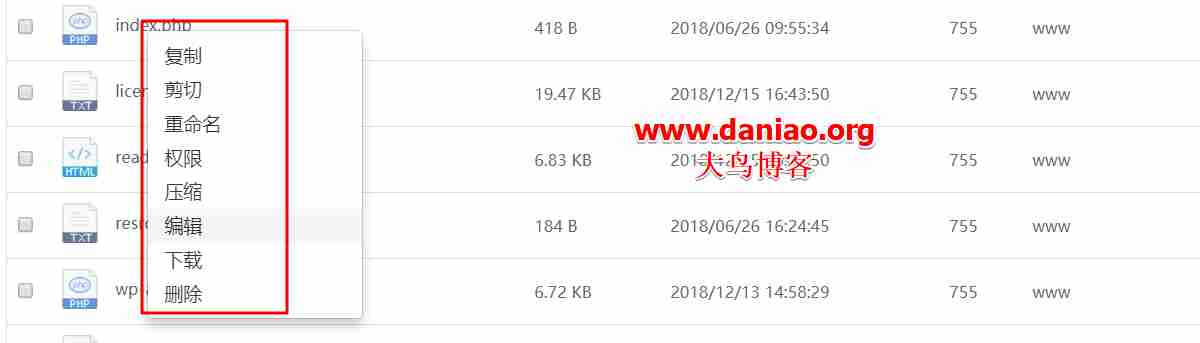 index.php 418 B 2018/06/26 09:55:34 755 www
PHP
复制
剪切
TXT 19.47 KB 2018/12/15 16:43:50 755 www
重命名
www.daniao.org
大鸟博客
权限
HTML 6.83 KB 755 www
压缩
编辑
TXT 184 B 2018/06/26 16:24:45 755 www
下载
删除
PHP 6.72 KB 2018/12/13 14:58:29 755 www